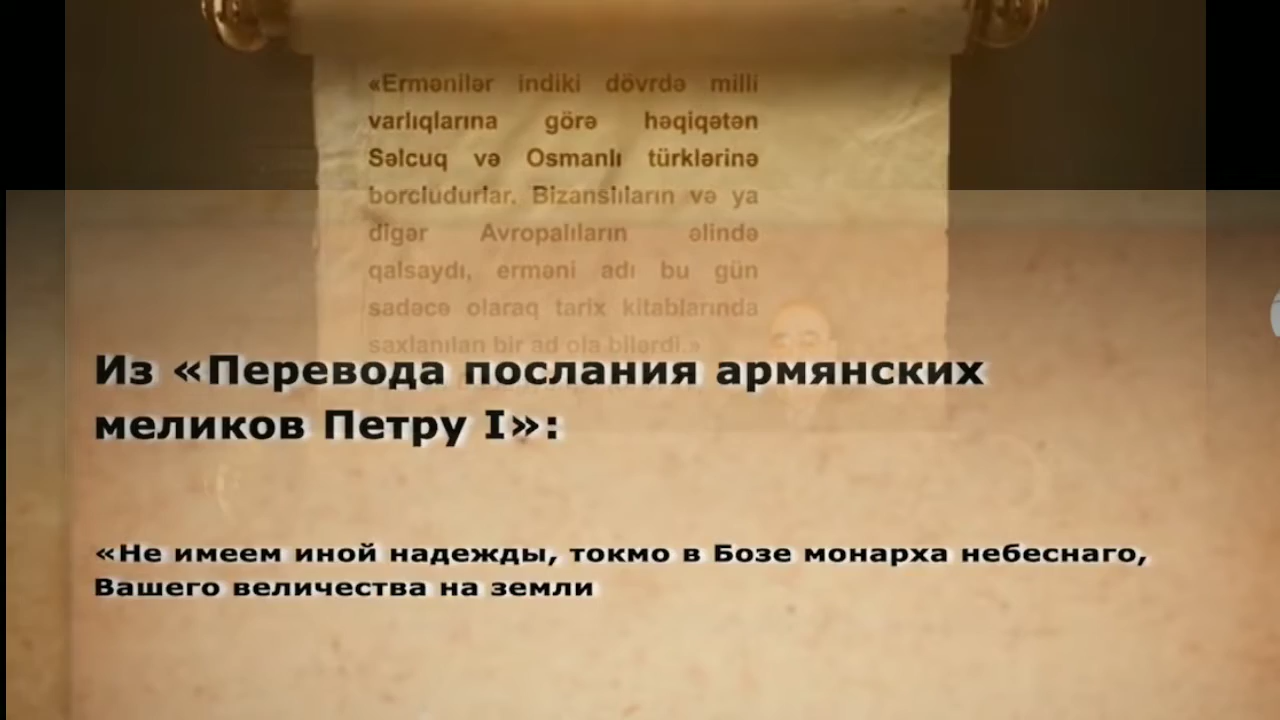 «Ermənilər indiki dövrdə milli
varlıqlarına görə həqiqətən
Səlcuq və Osmanlı türklərinə
borcludurlar. Bizanslıların və ya
digər Avropalıların əlində
qalsaydı, erməni adı bu gün
sadəcə olaraq tarix kitablarında
saxlanılan bir ad ola bilərdi.»
Из «Перевода послания армянских
меликов Петру I»:
«Не имеем иной надежды, токмо в Бозе монарха небеснаго,
Вашего величества на земли